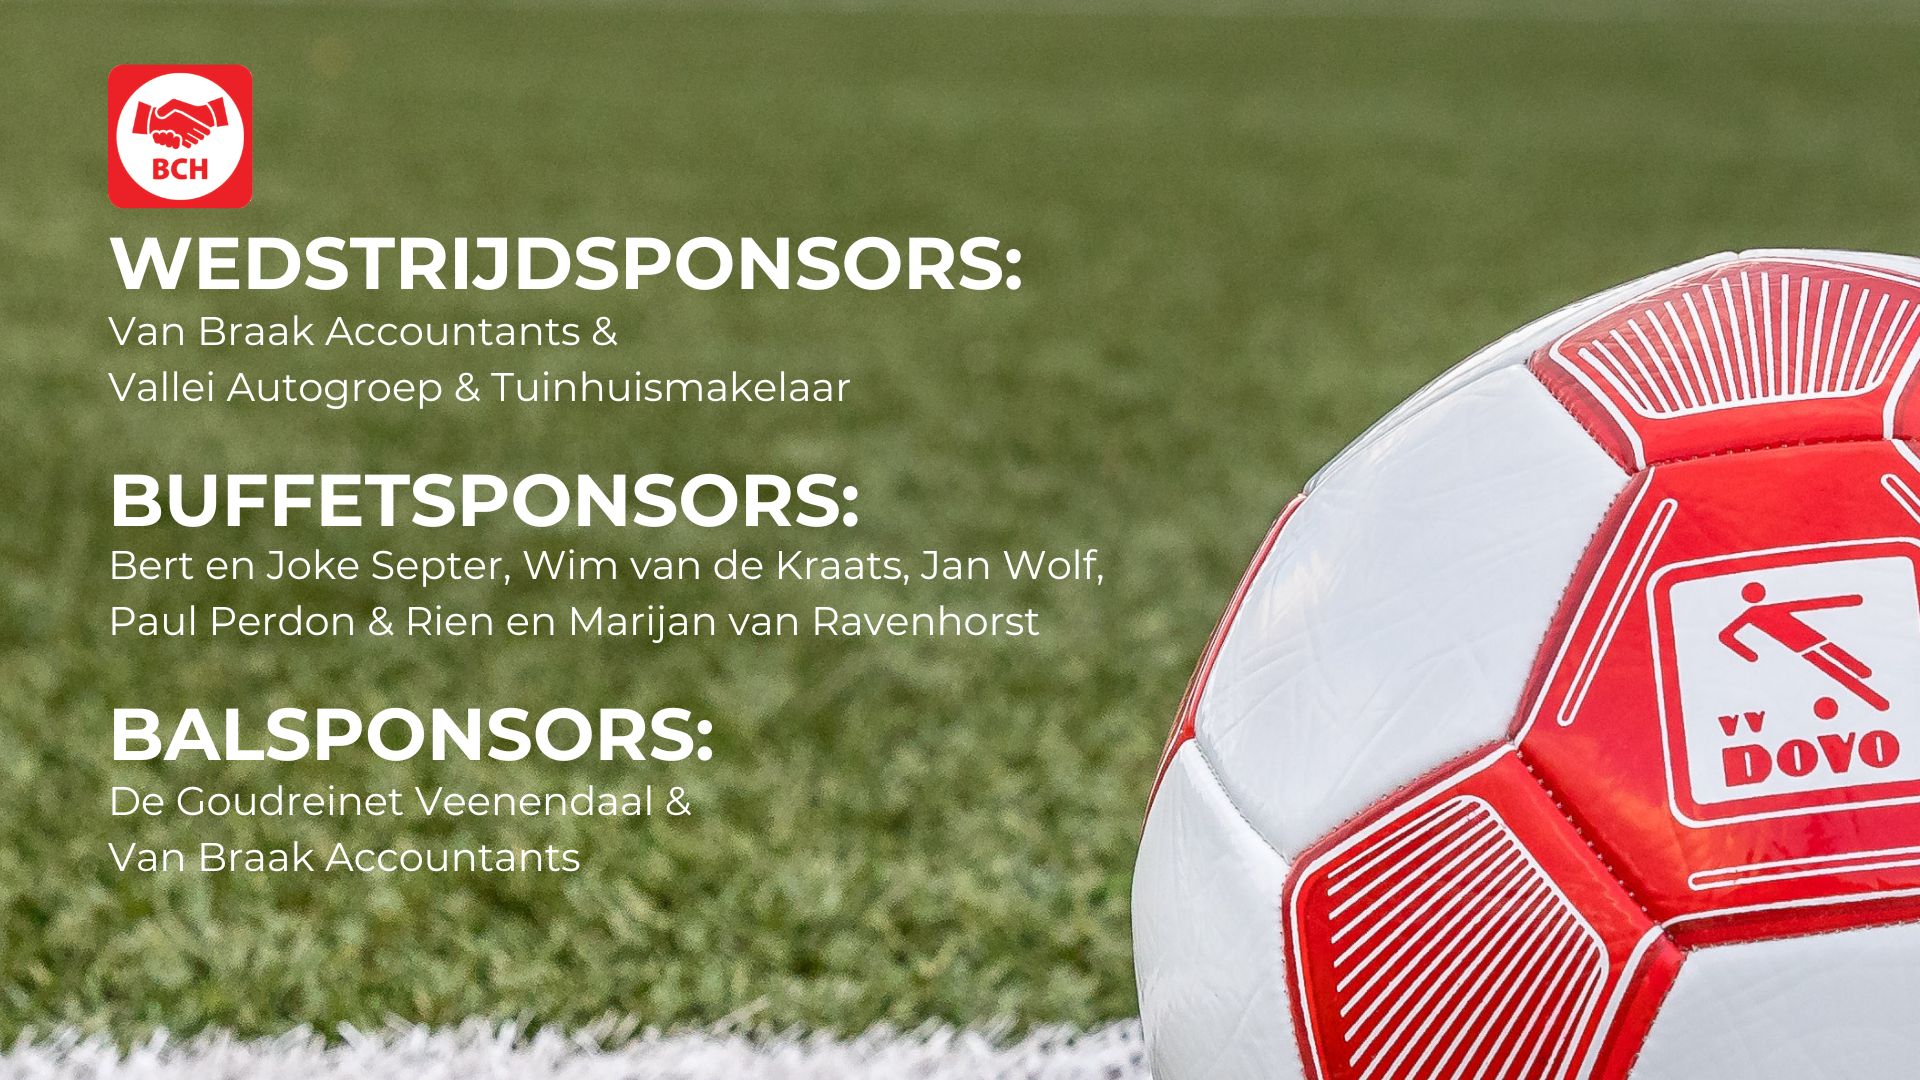 BCH
WEDSTRIJDSPONSORS:
Van Braak Accountants &
Vallei Autogroep & Tuinhuismakelaar
BUFFETSPONSORS:
Bert en Joke Septer, Wim van de Kraats, Jan Wolf,
Paul Perdon & Rien en Marijan van Ravenhorst
BALSPONSORS:
De Goudreinet Veenendaal &
Van Braak Accountants
VV
DOVO